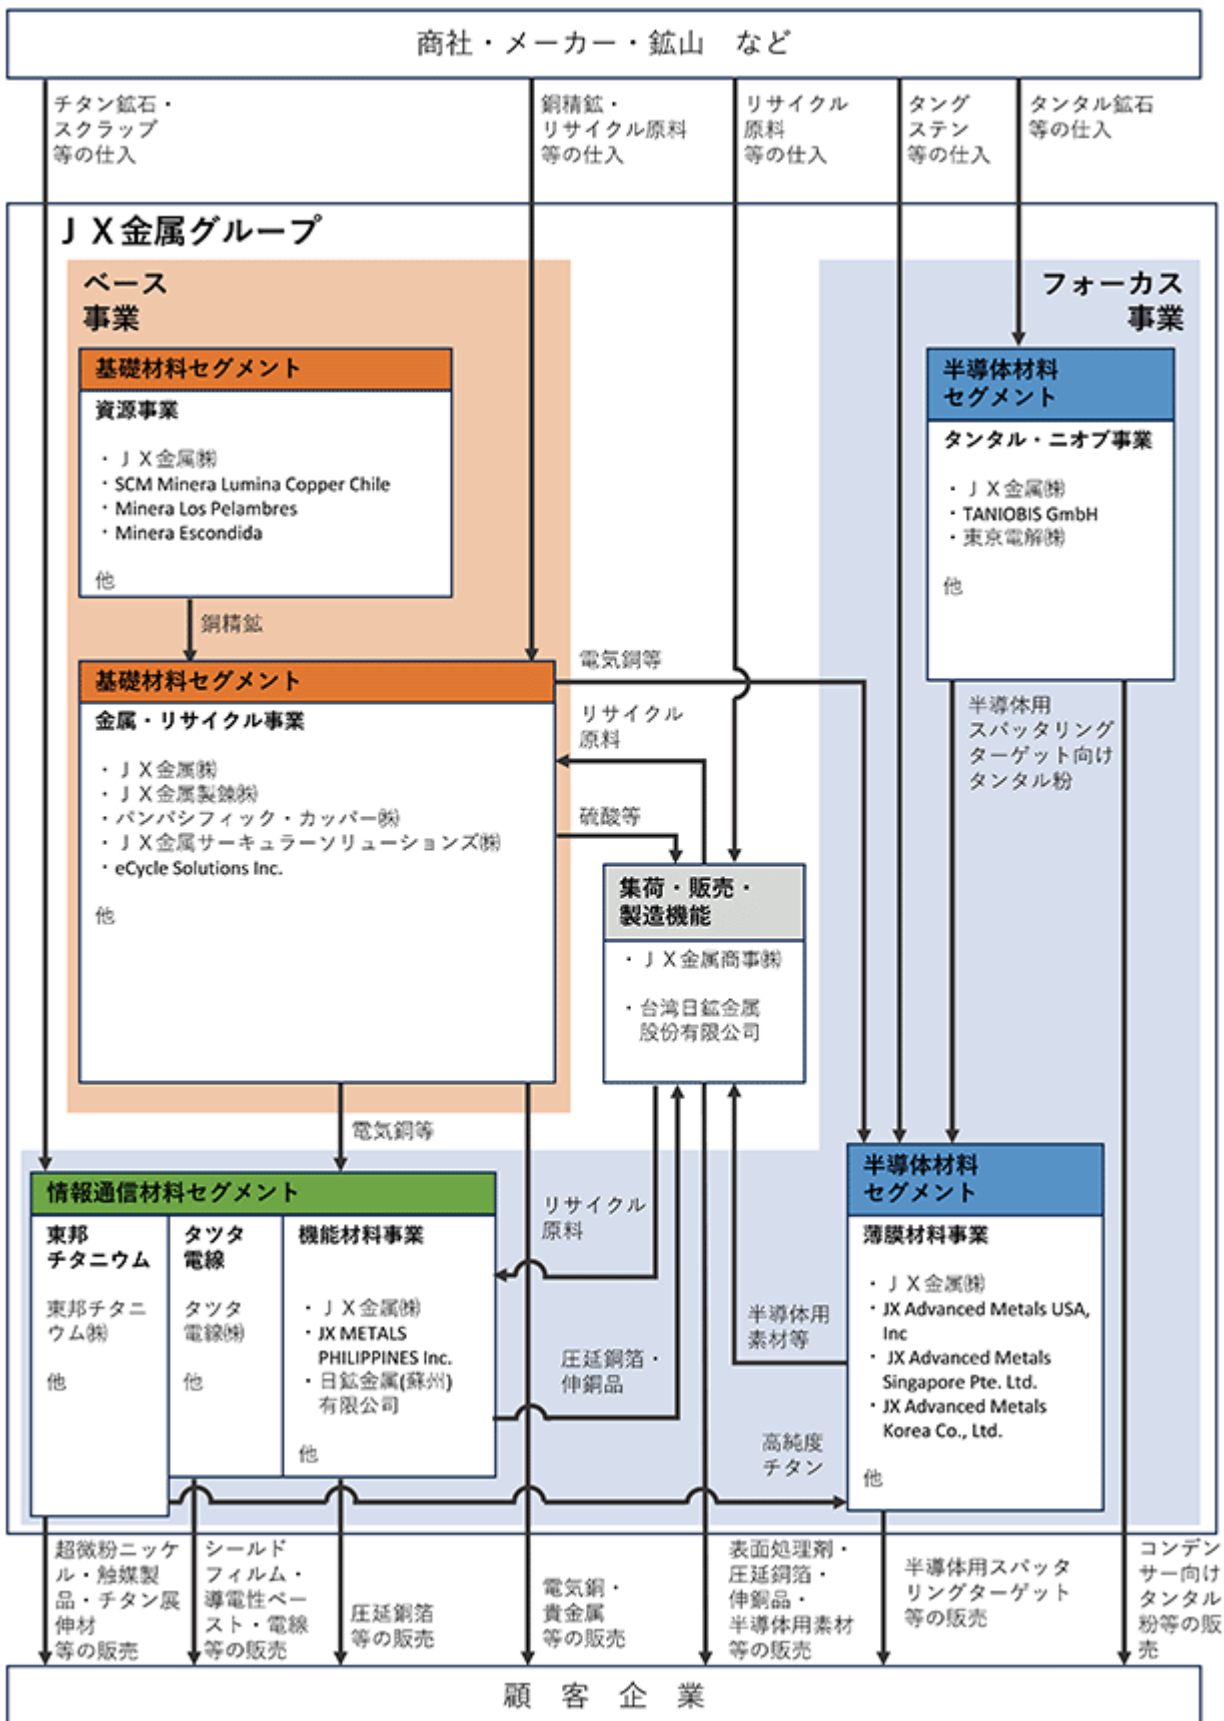 商社・メーカー・鉱山　など
チタン鉱石・
スクラップ
等の仕入
銅精鉱・
リサイクル原料
等の仕入
リサイクル
原料
等の仕入
タング
ステン
等の仕入
タンタル鉱石
等の仕入
ＪＸ金属グループ
ベース
事業
フォーカス
事業
基礎材料セグメント
資源事業
・ＪＸ金属㈱
・SCM Minera Lumina Copper Chile
・Minera Los Pelambres
・Minera Escondida
他
半導体材料
セグメント
タンタル・ニオブ事業
・ＪＸ金属㈱
・TANIOBIS GmbH
・東京電解㈱
他
銅精鉱
基礎材料セグメント
金属・リサイクル事業
・ＪＸ金属㈱
・ＪＸ金属製錬㈱
・パンパシフィック・カッパー㈱
・ＪＸ金属サーキュラーソリューションズ㈱
・eCycle Solutions Inc.
他
電気銅等
リサイクル
原料
硫酸等
半導体用
スパッタリング
ターゲット向け
タンタル粉
集荷・販売・
製造機能
・ＪＸ金属商事㈱
・台湾日鉱金属
股份有限公司
電気銅等
情報通信材料セグメント
東邦
チタニウム
東邦チタニ
ウム㈱
他
タツタ
電線
タツタ
電線㈱
他
機能材料事業
・ＪＸ金属㈱
・JX METALS
PHILIPPINES Inc.
・日鉱金属(蘇州)
有限公司
他
リサイクル
原料
圧延銅箔・
伸銅品
半導体用
素材等
高純度
チタン
半導体材料
セグメント
薄膜材料事業
・ＪＸ金属㈱
・JX Advanced Metals USA,
Inc
・ JX Advanced Metals
Singapore Pte. Ltd.
・JX Advanced Metals
Korea Co., Ltd.
他
超微粉ニッケ
ル・触媒製
品・チタン展
伸材
等の販売
シールド
フィルム・
導電性ペー
スト・電線
等の販売
圧延銅箔
等の販売
電気銅・
貴金属
等の販売
表面処理剤・
圧延銅箔・
伸銅品・
半導体用素材
等の販売
半導体用スパッタ
リングターゲット
等の販売
コンデン
サー向け
タンタル
粉等の販
売
顧　客　企　業